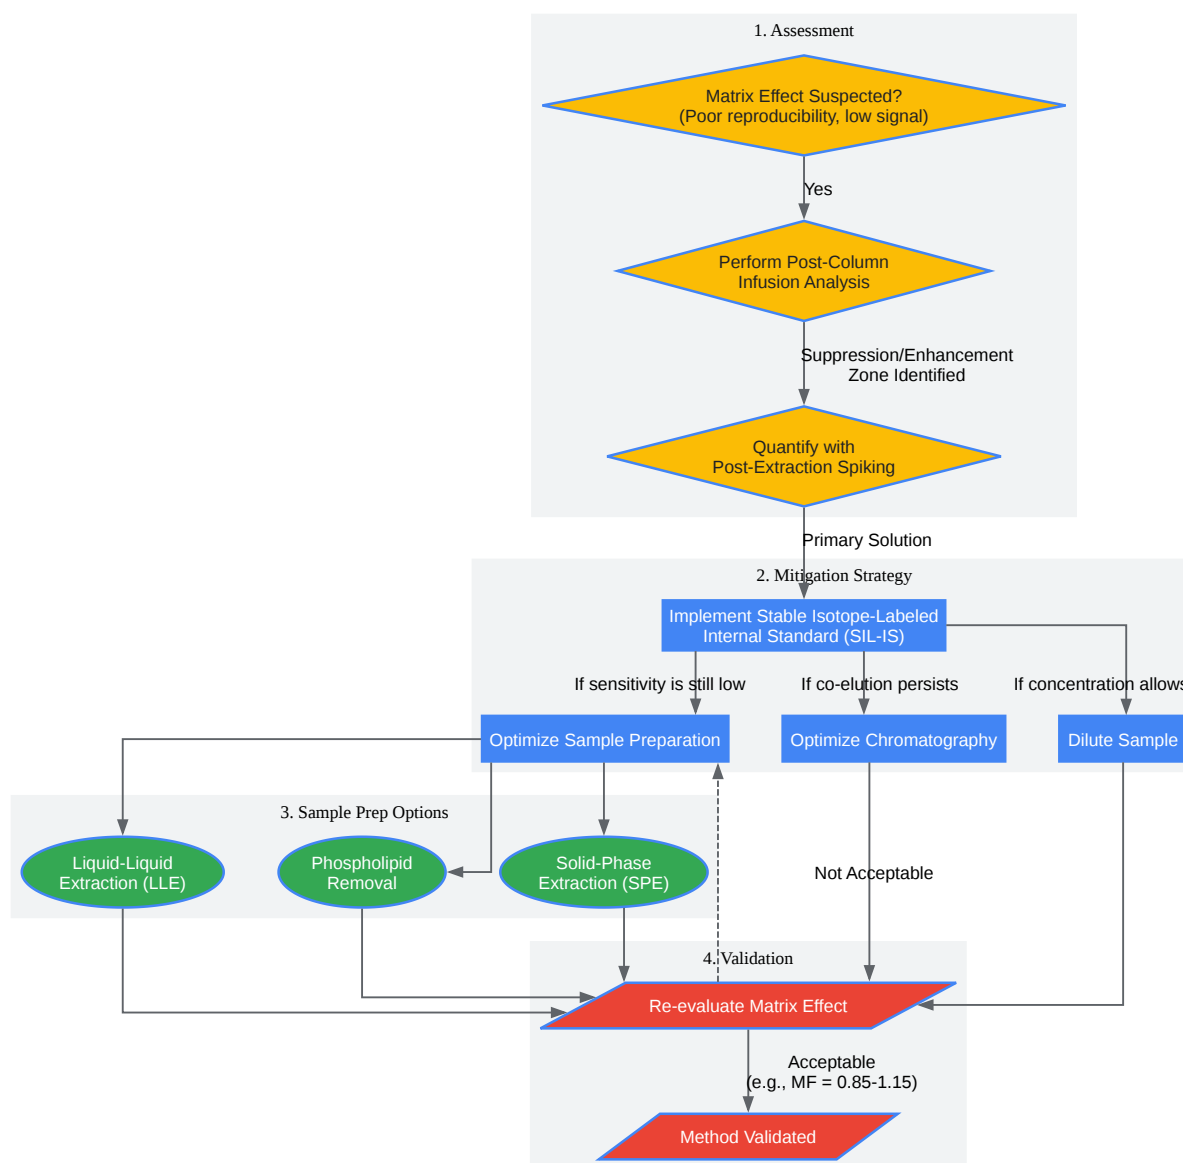 1. Assessment
Matrix Effect Suspected?
(Poor reproducibility, low signal)
Yes
Perform Post-Column
Infusion Analysis
Suppression/Enhancement
Zone Identified
Quantify with
Post-Extraction Spiking
Primary Solution
2. Mitigation Strategy
Implement Stable Isotope-Labeled
Internal Standard (SIL-IS)
If sensitivity is still low
If co-elution persists
If concentration allows
Optimize Sample Preparation
Optimize Chromatography
Dilute Sample
3. Sample Prep Options
Liquid-Liquid
Extraction (LLE)
Phospholipid
Removal
Solid-Phase
Extraction (SPE)
Not Acceptable
4. Validation
Re-evaluate Matrix Effect
Acceptable
(e.g., MF = 0.85-1.15)
Method Validated